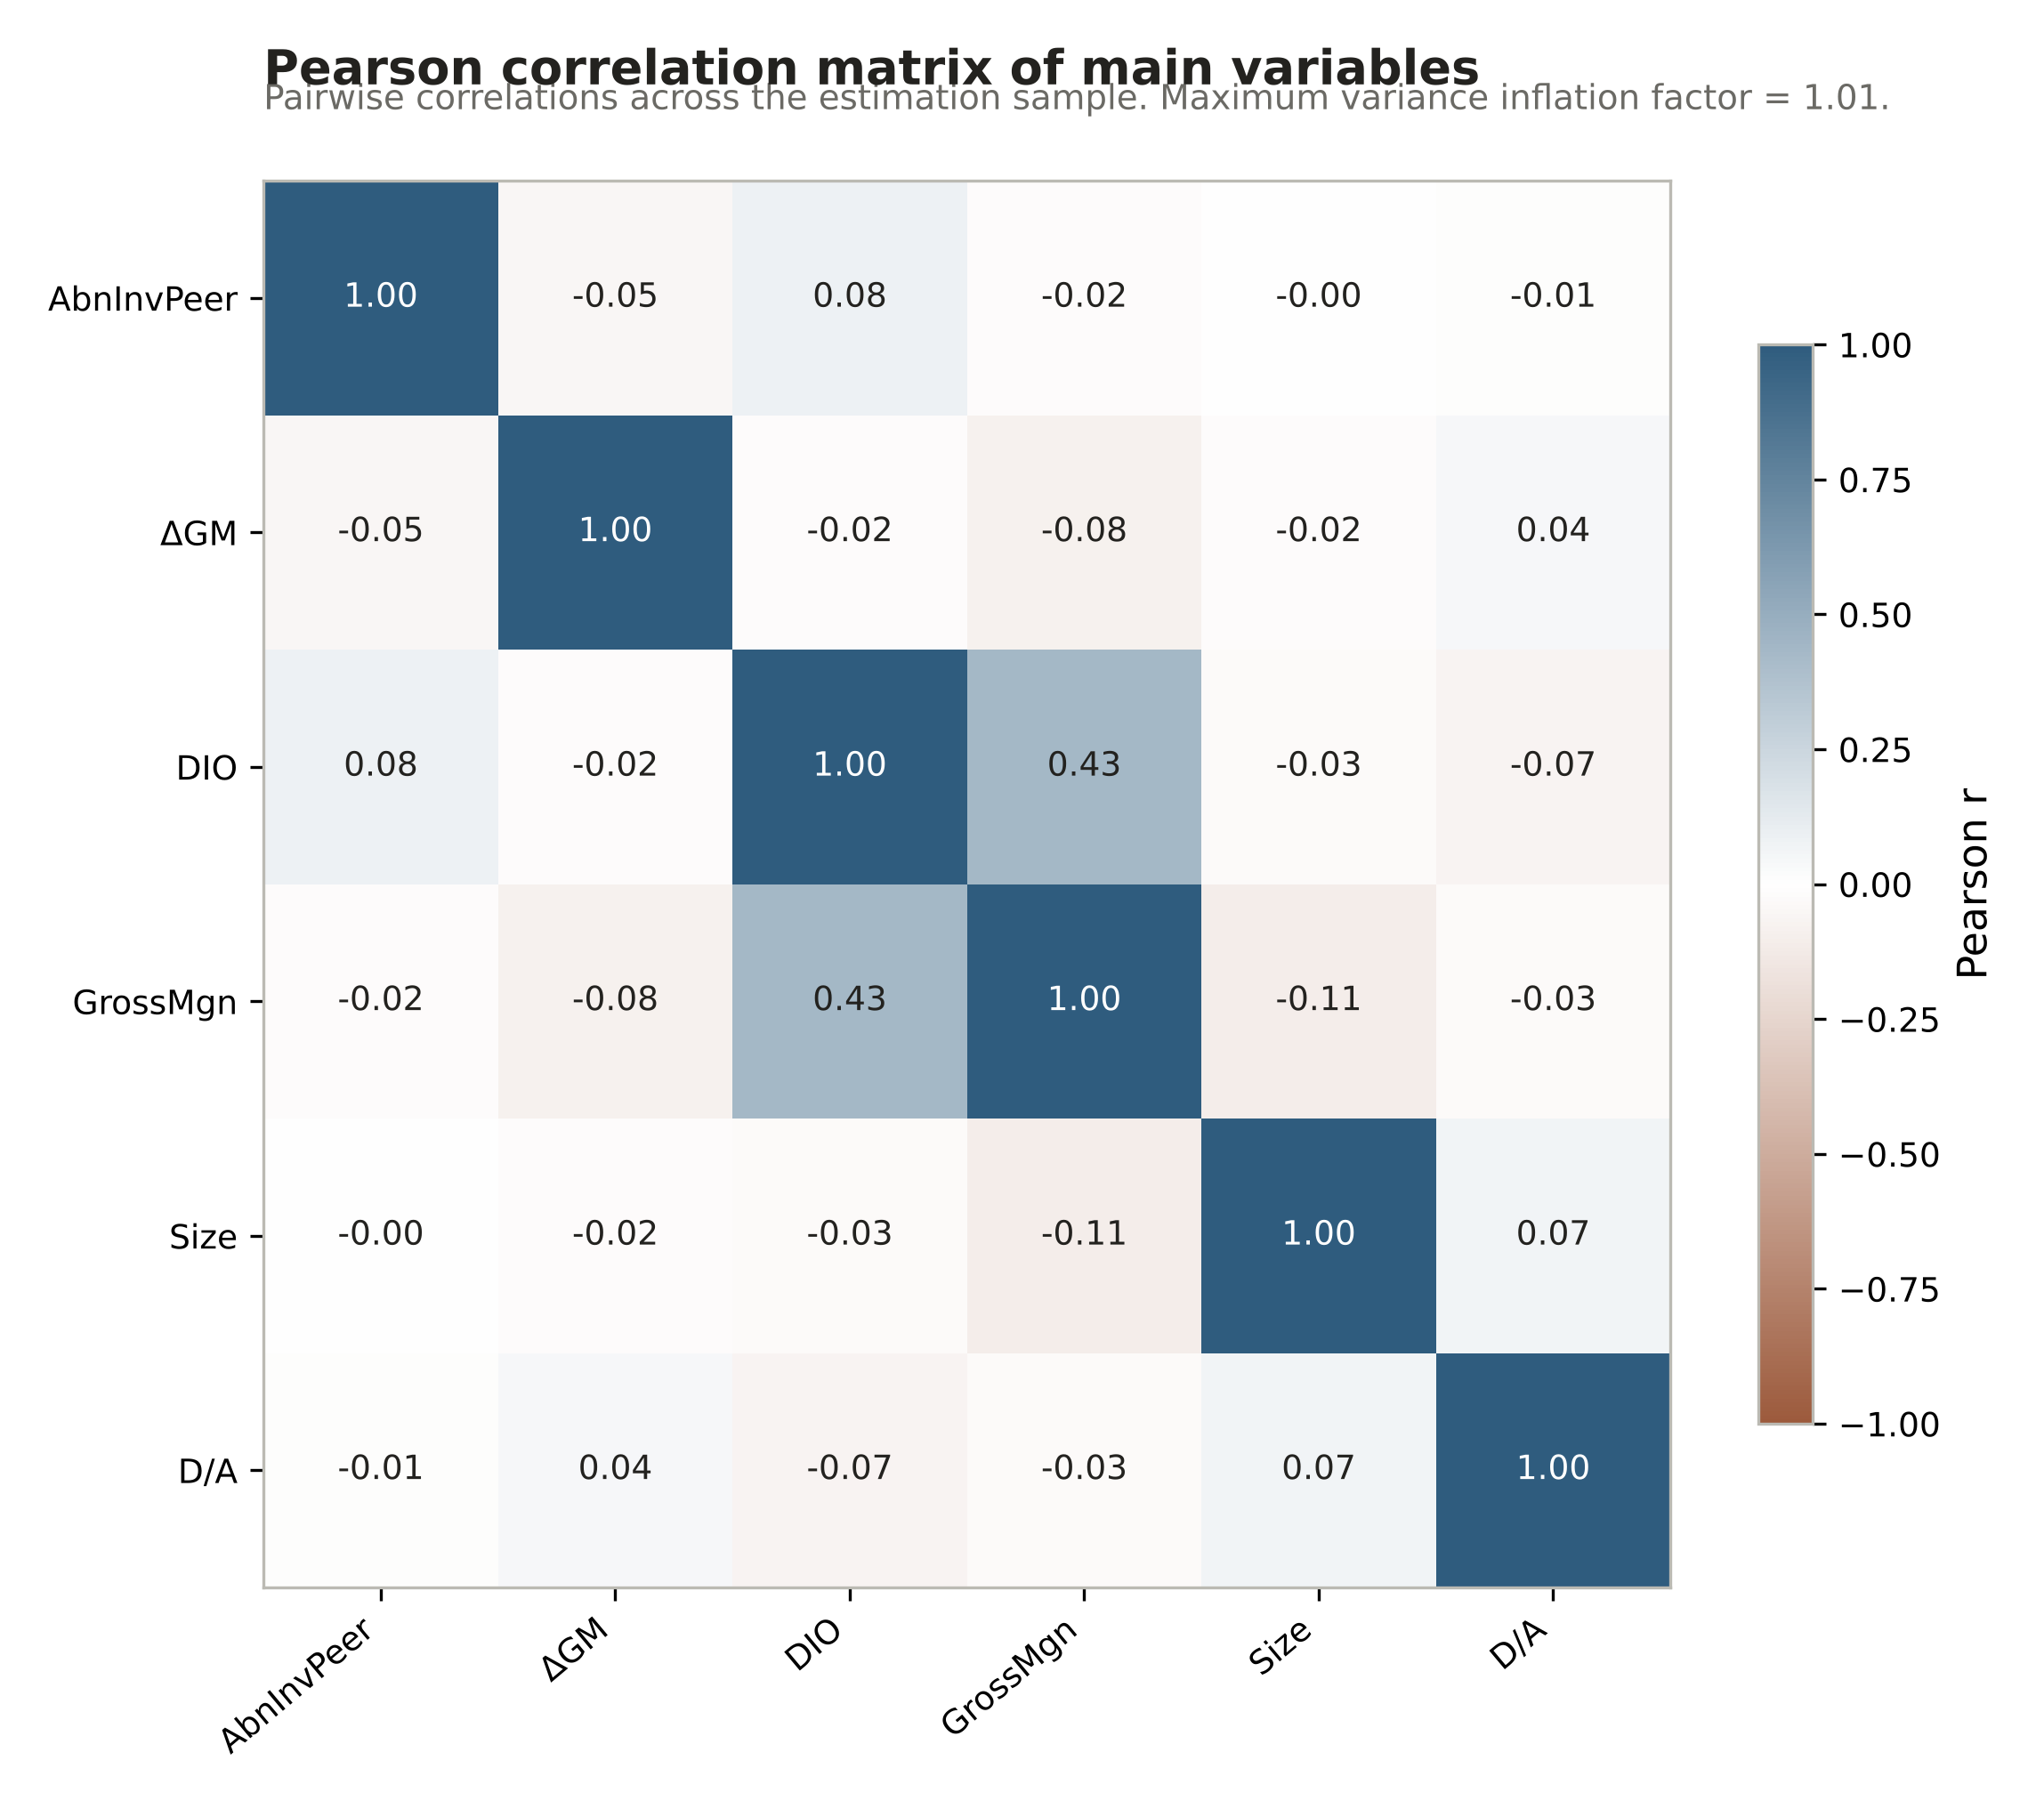 Pearson correlation matrix of main variables
Pairwise correlations across the estimation sample. Maximum variance inflation factor = 1.01.
AbnInvPeer 1.00 -0.05 0.08 -0.02 -0.00 -0.01
ΔGM -0.05 1.00 -0.02 -0.08 -0.02 0.04
DIO 0.08 -0.02 1.00 0.43 -0.03 -0.07
GrossMgn -0.02 -0.08 0.43 1.00 -0.11 -0.03
Size -0.00 -0.02 -0.03 -0.11 1.00 0.07
D/A -0.01 0.04 -0.07 -0.03 0.07 1.00
AbnInvPeer ΔGM DIO GrossMgn Size D/A
1.00
0.75
0.50
0.25
0.00
−0.25
−0.50
−0.75
−1.00
Pearson r